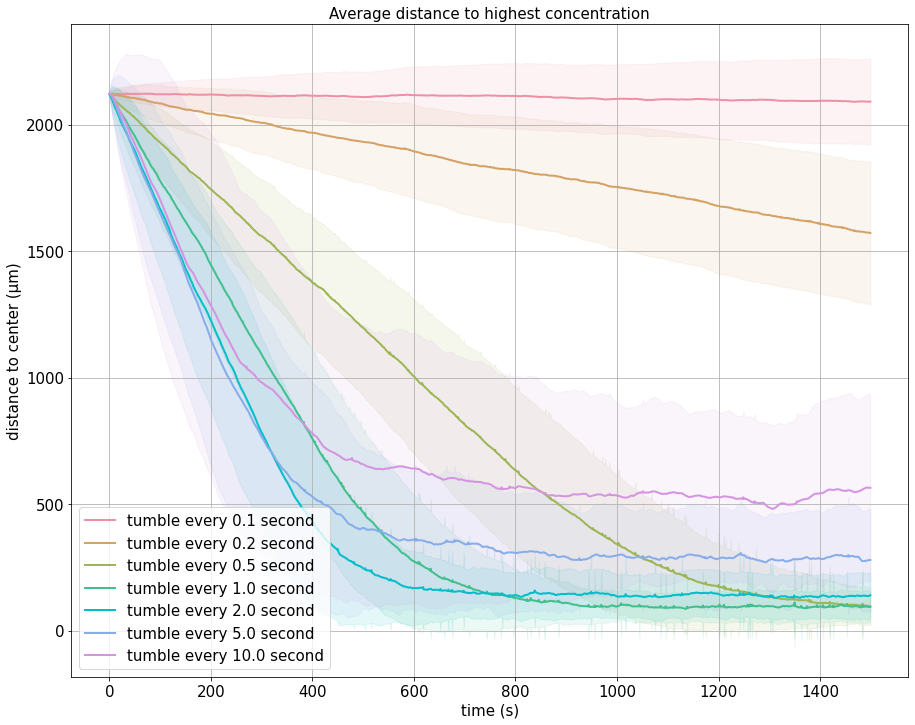 Average distance to highest concentration
distance to center (μm)
2000
1500
1000
500
0
tumble every 0.1 second
tumble every 0.2 second
tumble every 0.5 second
tumble every 1.0 second
tumble every 2.0 second
tumble every 5.0 second
tumble every 10.0 second
0 200 400 600 800 1000 1200 1400
time (s)